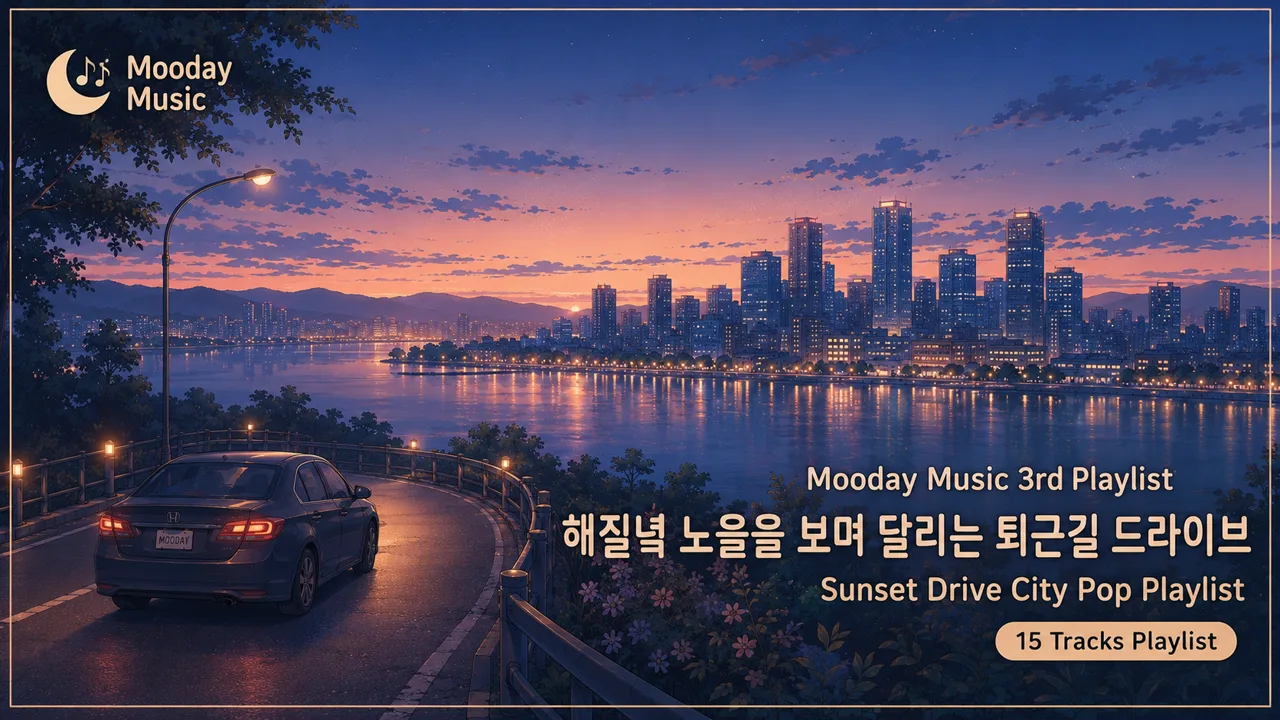 Mooday
Music
MOODAY
Mooday Music 3rd Playlist
해질녘 노을을 보며 달리는 퇴근길 드라이브
Sunset Drive City Pop Playlist
15 Tracks Playlist